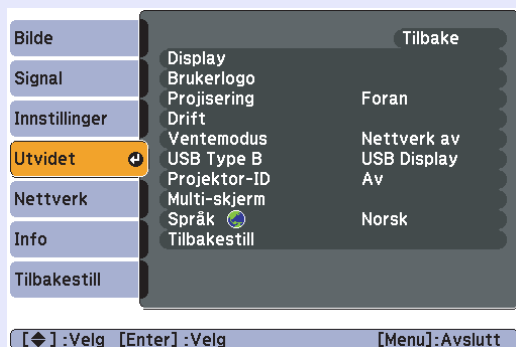 Bilde
Signal
Innstillinger
Utvidet
Nettverk
Info
Tilbakestill
Tilbake
Display
Brukerlogo
Projisering Foran
Drift
Ventemodus Nettverk av
USB Type B USB Display
Projektor-ID Av
Multi-skjerm
Språk Norsk
Tilbakestill
[◆] :Velg [Enter] :Velg [Menu]:Avslutt